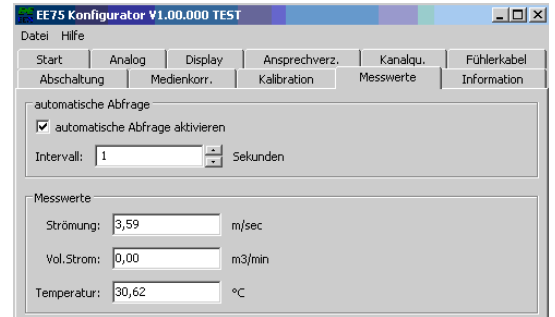 EE75 Konfigurator V1.00.000 TEST
Datei Hilfe
Start Analog Display Ansprechverz. Kanalqu. Fühlerkabel
Abschaltung Medienkorr. Kalibration Messwerte Information
automatische Abfrage
automatische Abfrage aktivieren
Intervall: 1 Sekunden
Messwerte
Strömung: 3,59 m/sec
Vol.Strom: 0,00 m3/min
Temperatur: 30,62 °C